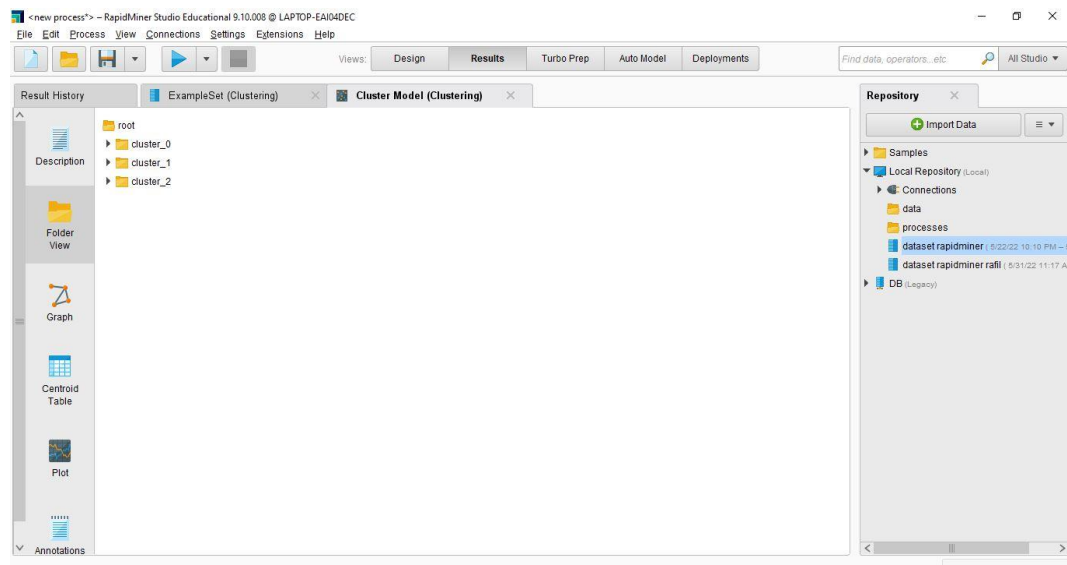 <new process*> – RapidMiner Studio Educational 9.10.008 @ LAPTOP-EAI04DEC
File Edit Process View Connections Settings Extensions Help
Views: Design Results Turbo Prep Auto Model Deployments
Find data, operators...etc All Studio
Result History ExampleSet (Clustering) Cluster Model (Clustering)
Description
Folder View
Graph
Centroid Table
Plot
Annotations
root
cluster_0
cluster_1
cluster_2
Repository
Import Data
Samples
Local Repository (Local)
Connections
data
processes
dataset rapidminer ( 5/22/22 10:10 PM –
dataset rapidminer rafil ( 5/31/22 11:17 A
DB (Legacy)